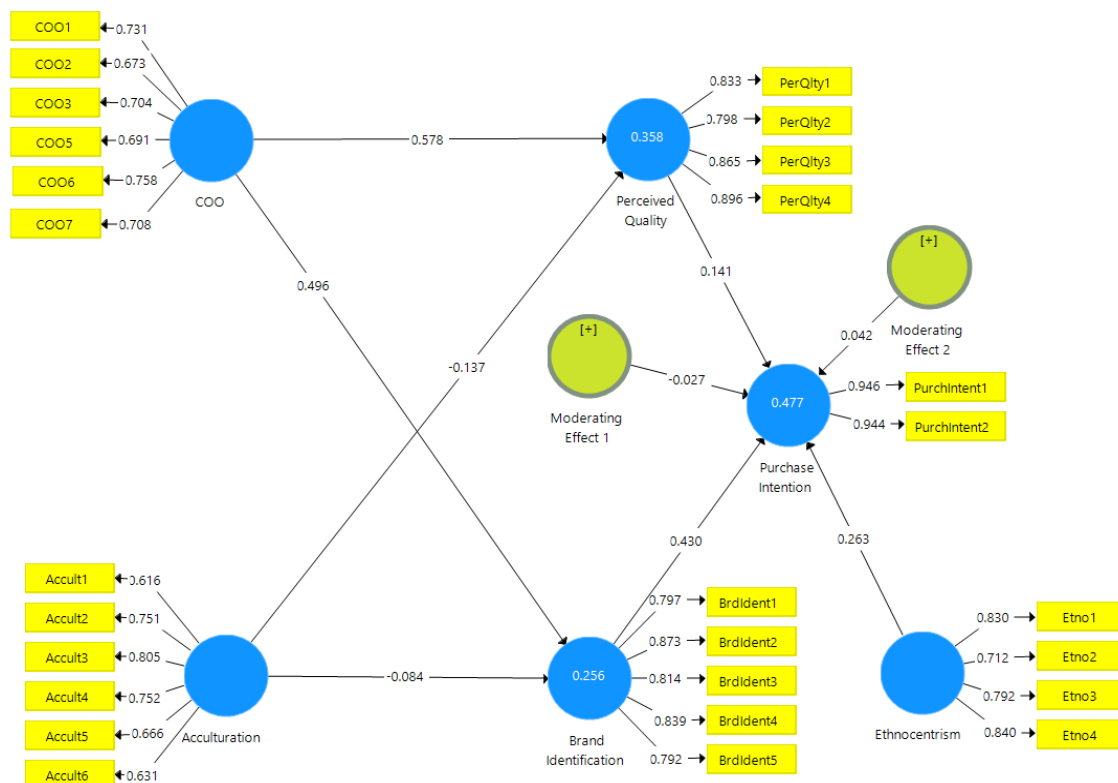 COO1
0.731
COO2
0.673
COO3
0.704
COO5
0.691
COO6
0.758
COO7
0.708
COO
0.578
0.496
0.358
Perceived
Quality
0.833
PerQlty1
0.798
PerQlty2
0.865
PerQlty3
0.896
PerQlty4
0.141
-0.137
[+]
Moderating
Effect 1
-0.027
[+]
Moderating
Effect 2
0.042
0.477
Purchase
Intention
0.946
PurchIntent1
0.944
PurchIntent2
0.430
0.263
Accult1
0.616
Accult2
0.751
Accult3
0.805
Accult4
0.752
Accult5
0.666
Accult6
0.631
Acculturation
-0.084
0.256
Brand
Identification
0.797
BrdIdent1
0.873
BrdIdent2
0.814
BrdIdent3
0.839
BrdIdent4
0.792
BrdIdent5
Ethnocentrism
0.830
Etno1
0.712
Etno2
0.792
Etno3
0.840
Etno4